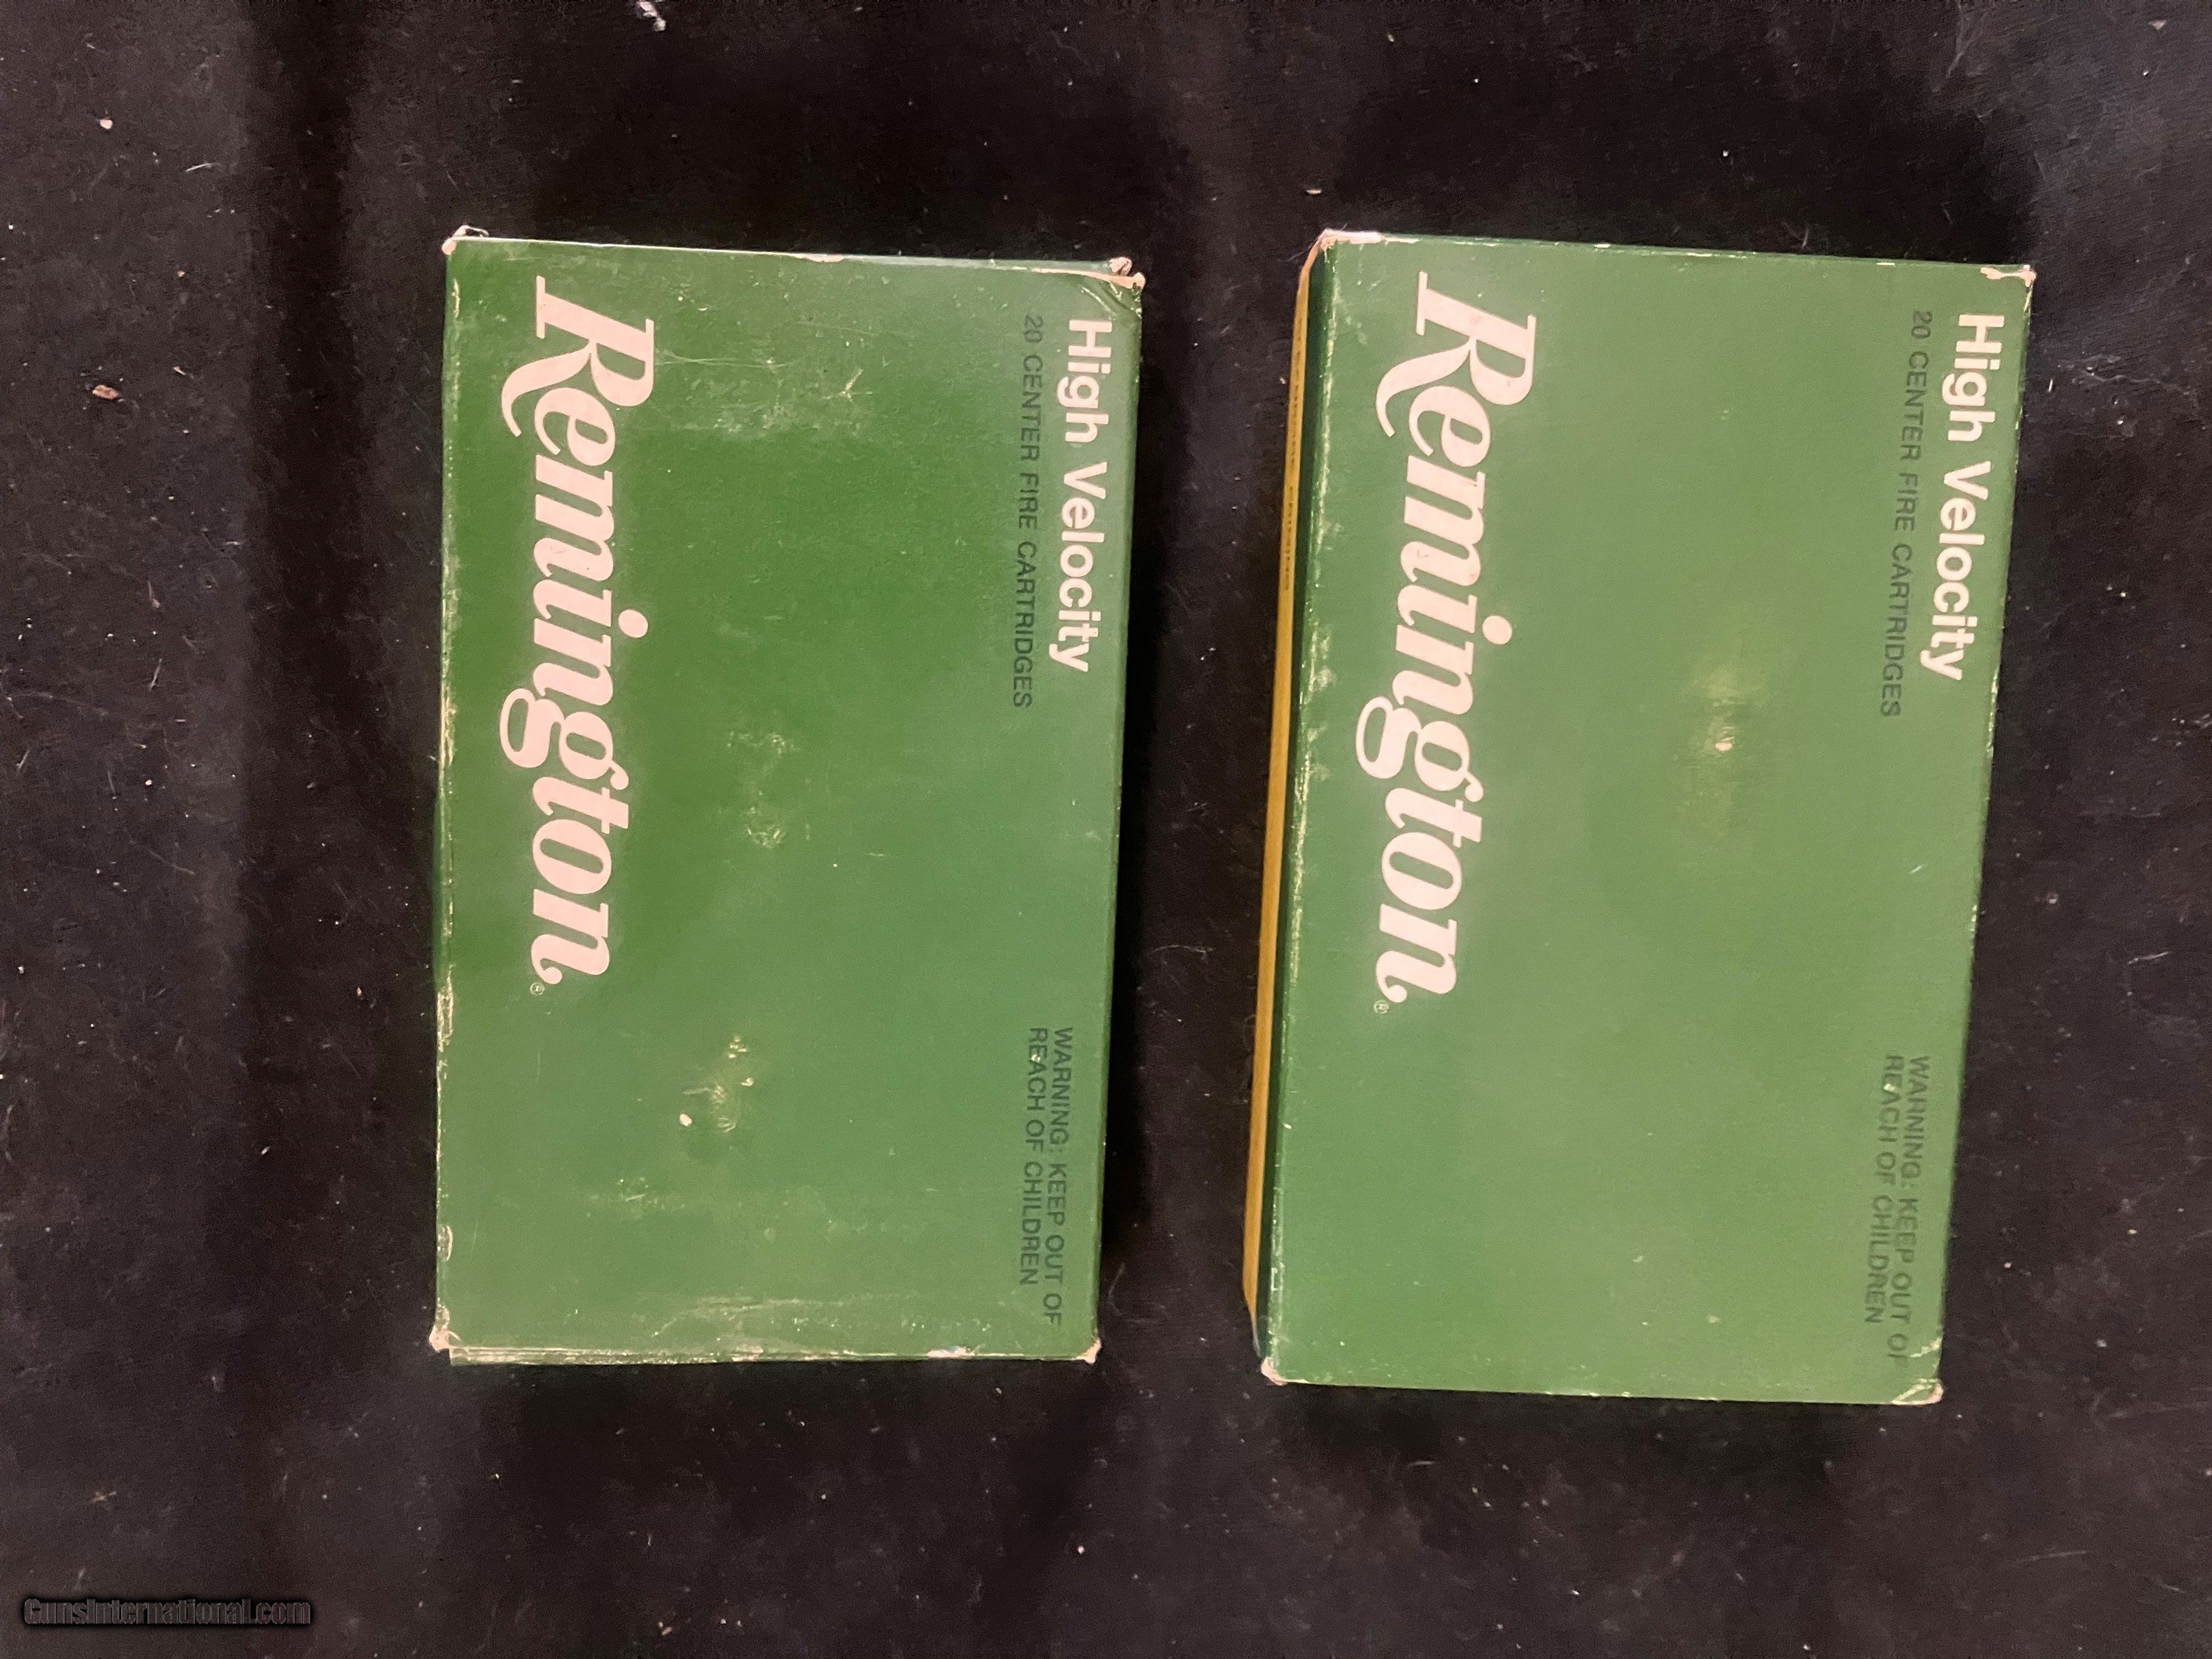 High Velocity
20 CENTER FIRE CARTRIDGES
WARNING: KEEP OUT OF
REACH OF CHILDREN
Remington®
High Velocity
20 CENTER FIRE CARTRIDGES
WARNING: KEEP OUT OF
REACH OF CHILDREN
Remington®
GunsInternational.com